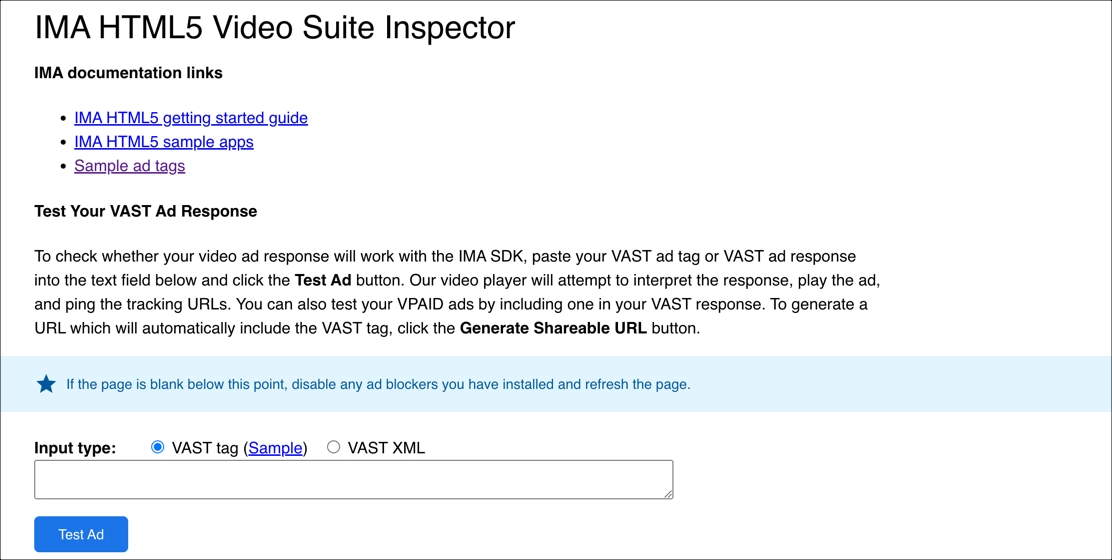 IMA HTML5 Video Suite Inspector
IMA documentation links
IMA HTML5 getting started guide
IMA HTML5 sample apps
Sample ad tags
Test Your VAST Ad Response
To check whether your video ad response will work with the IMA SDK, paste your VAST ad tag or VAST ad response
into the text field below and click the Test Ad button. Our video player will attempt to interpret the response, play the ad,
and ping the tracking URLs. You can also test your VPAID ads by including one in your VAST response. To generate a
URL which will automatically include the VAST tag, click the Generate Shareable URL button.
If the page is blank below this point, disable any ad blockers you have installed and refresh the page.
Input type: VAST tag (Sample) VAST XML
Test Ad